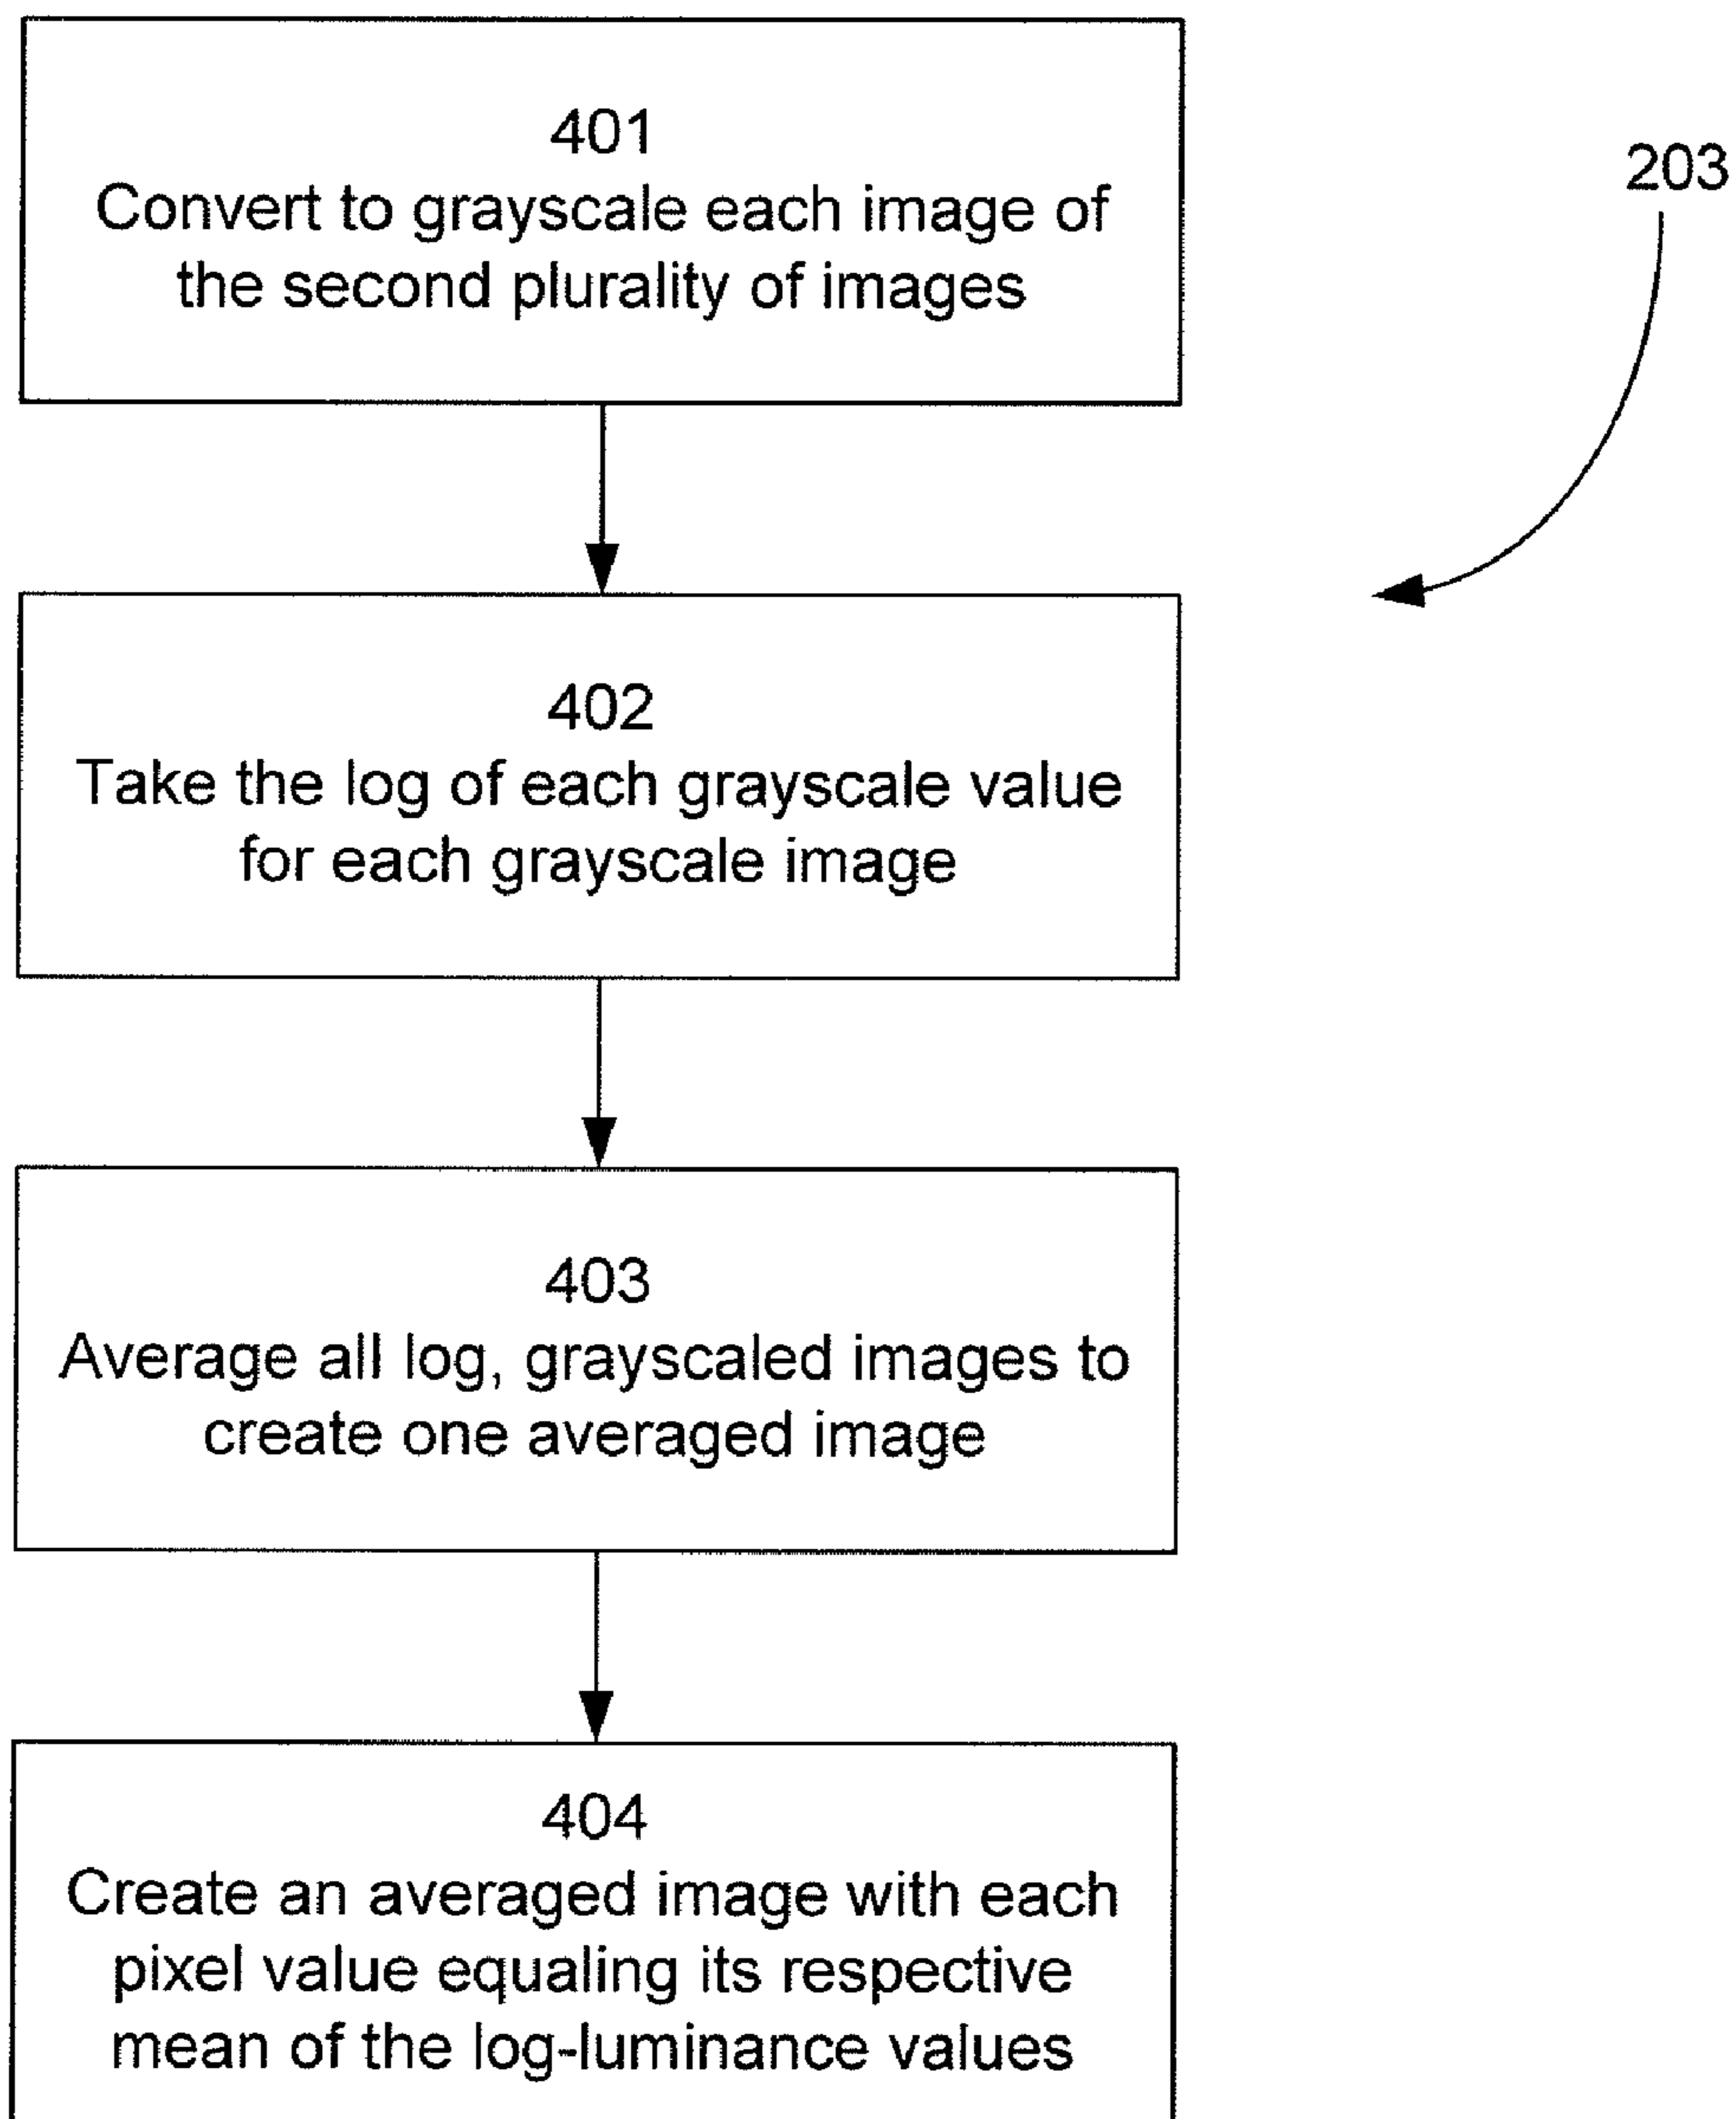 401
Convert to grayscale each image of
the second plurality of images
203
402
Take the log of each grayscale value
for each grayscale image
403
Average all log, grayscaled images to
create one averaged image
404
Create an averaged image with each
pixel value equaling its respective
mean of the log-luminance values